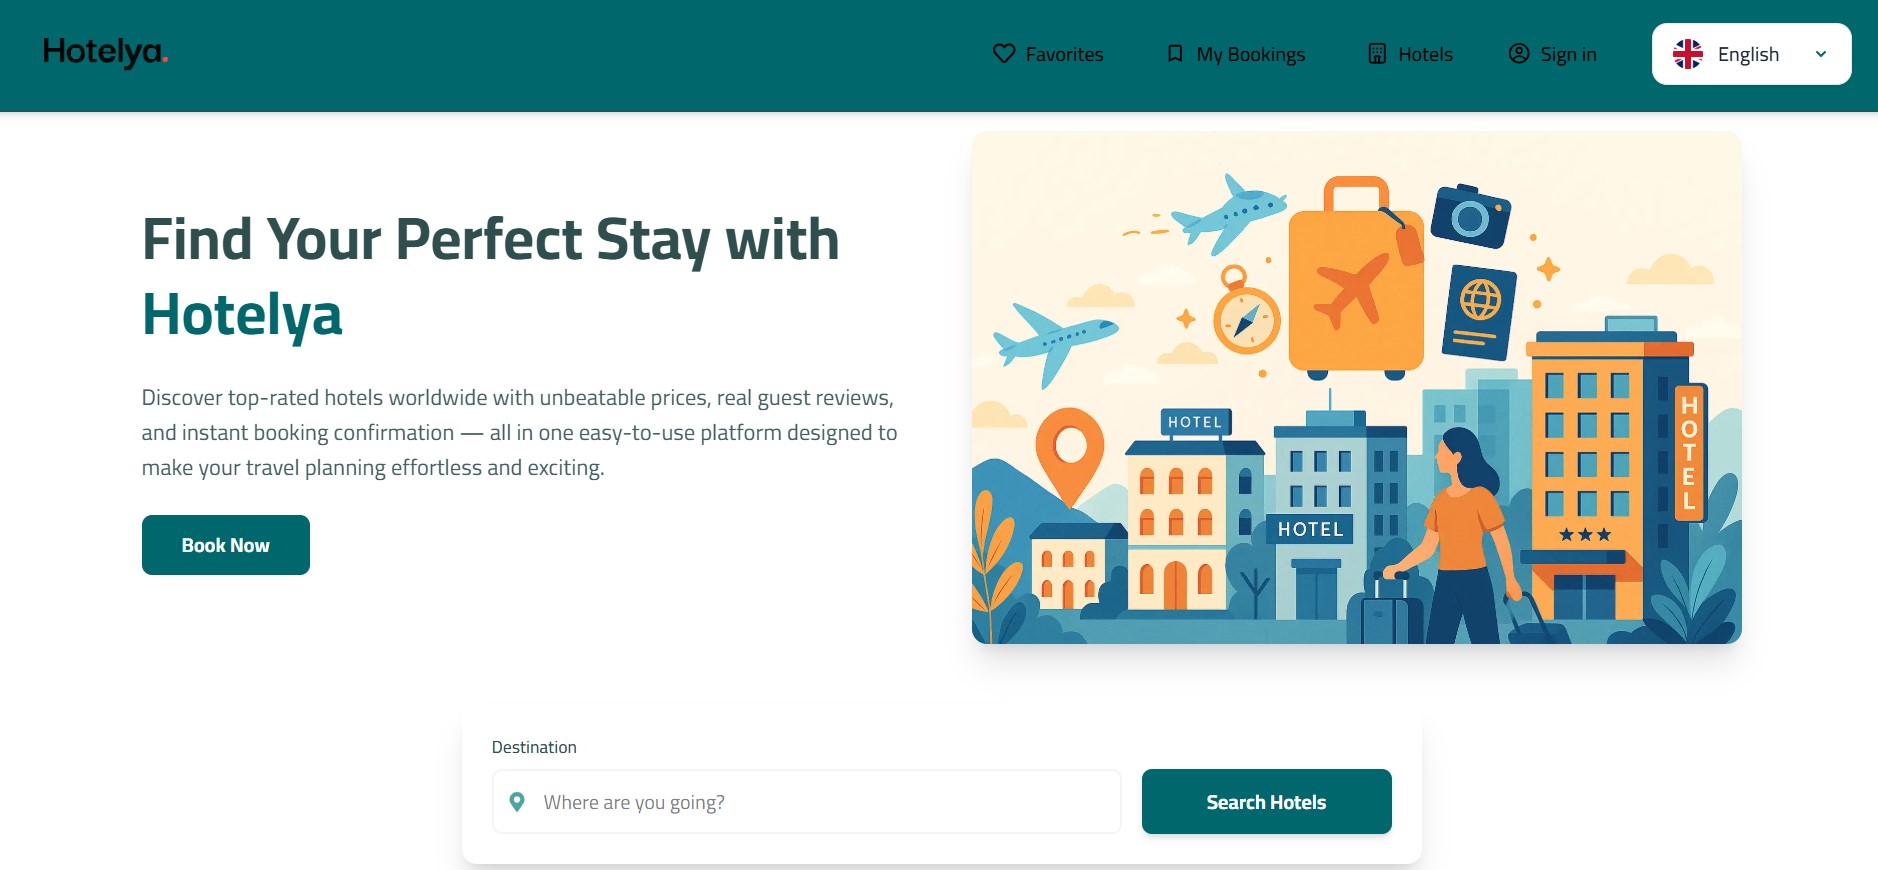 Hotelya.
Favorites
My Bookings
Hotels
Sign in
English
Find Your Perfect Stay with
Hotelya
Discover top-rated hotels worldwide with unbeatable prices, real guest reviews,
and instant booking confirmation — all in one easy-to-use platform designed to
make your travel planning effortless and exciting.
Book Now
HOTEL
HOTEL
HOTEL
Destination
Where are you going?
Search Hotels